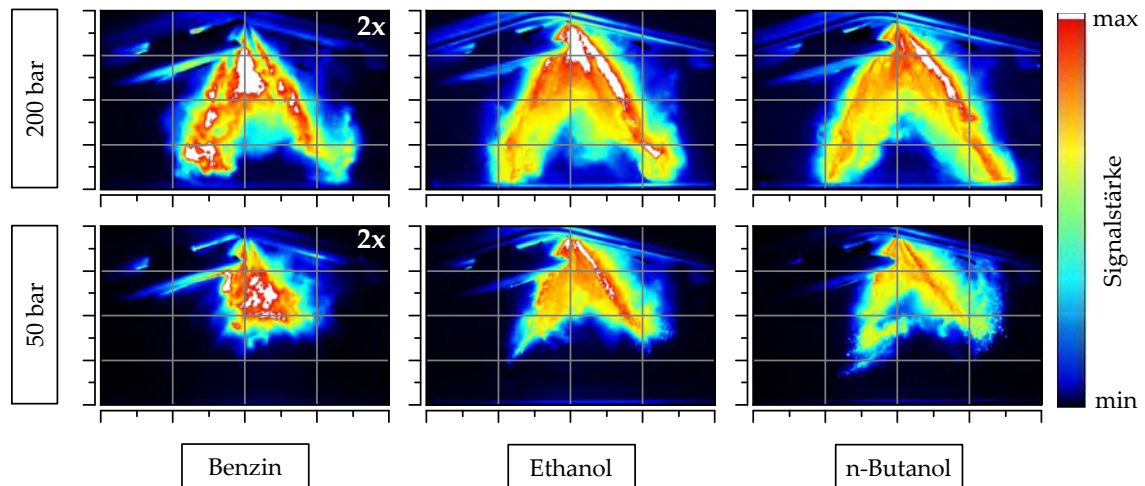 200 bar
2x
max
50 bar
2x
Signalstärke
min
Benzin
Ethanol
n-Butanol